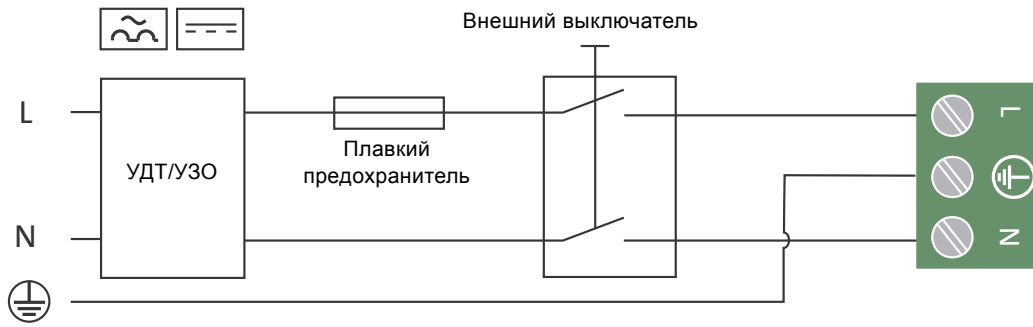 Внешний выключатель
L
УДТ/УЗО
Плавкий
предохранитель
N
L
N